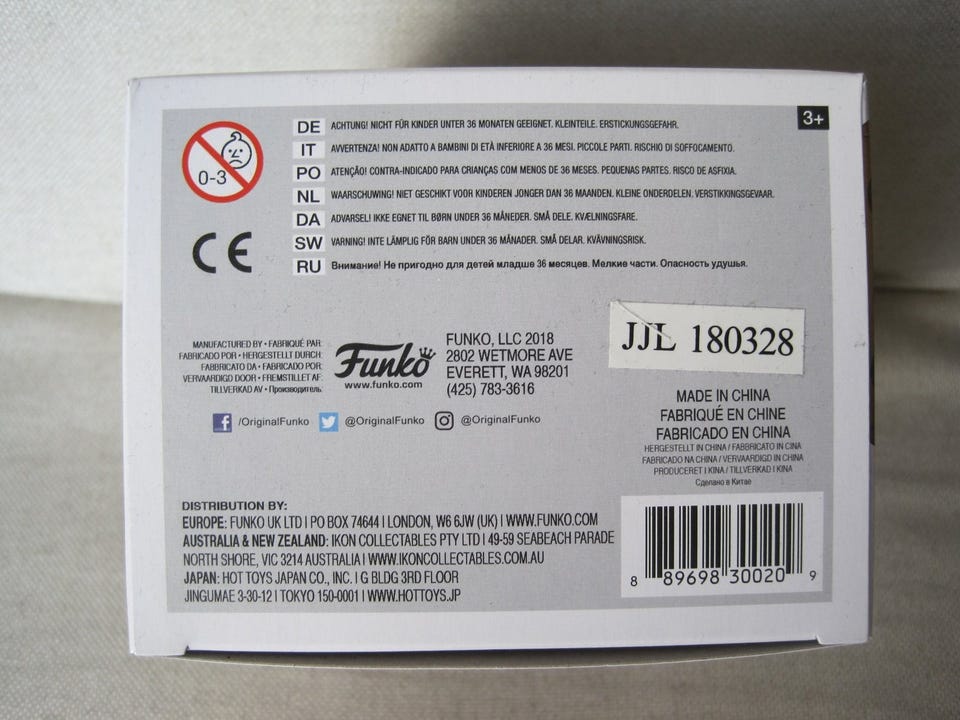 3+
0-3
DE ACHTUNG! NICHT FÜR KINDER UNTER 36 MONATEN GEEIGNET. KLEINTEILE. ERSTICKUNGSGEFAHR.
IT AVVERTENZA! NON ADATTO A BAMBINI DI ETÀ INFERIORE A 36 MESI. PICCOLE PARTI. RISCHIO DI SOFFOCAMENTO.
PO ATENÇÃO! CONTRA-INDICADO PARA CRIANÇAS COM MENOS DE 36 MESES. PEQUENAS PARTES. RISCO DE ASFIXIA.
NL WAARSCHUWING! NIET GESCHIKT VOOR KINDEREN JONGER DAN 36 MAANDEN. KLEINE ONDERDELEN. VERSTIKKINGSGEVAAR.
DA ADVARSEL! IKKE EGNET TIL BØRN UNDER 36 MÅNEDER. SMÅ DELE. KVÆLNINGSFARE.
SW VARNING! INTE LÄMPLIG FÖR BARN UNDER 36 MÅNADER. SMÅ DELAR. KVÄVNINGSRISK.
RU Внимание! Не пригодно для детей младше 36 месяцев. Мелкие части. Опасность удушья.
CE
MANUFACTURED BY • FABRIQUÉ PAR:
FABRICADO POR • HERGESTELLT DURCH:
FABBRICATO DA • FABRICADO POR:
VERVAARDIGD DOOR • FREMSTILLET AF:
TILLVERKAD AV • Производитель:
Funko
www.funko.com
FUNKO, LLC 2018
2802 WETMORE AVE
EVERETT, WA 98201
(425) 783-3616
JJL 180328
/OriginalFunko @OriginalFunko @OriginalFunko
MADE IN CHINA
FABRIQUÉ EN CHINE
FABRICADO EN CHINA
HERGESTELLT IN CHINA / FABBRICATO IN CINA
FABRICADO NA CHINA / VERVAARDIGD IN CHINA
PRODUCERET I KINA / TILLVERKAD I KINA
Сделано в Китае
DISTRIBUTION BY:
EUROPE: FUNKO UK LTD | PO BOX 74644 | LONDON, W6 6JW (UK) | WWW.FUNKO.COM
AUSTRALIA & NEW ZEALAND: IKON COLLECTABLES PTY LTD | 49-59 SEABEACH PARADE
NORTH SHORE, VIC 3214 AUSTRALIA | WWW.IKONCOLLECTABLES.COM.AU
JAPAN: HOT TOYS JAPAN CO., INC. | G BLDG 3RD FLOOR
JINGUMAE 3-30-12 | TOKYO 150-0001 | WWW.HOTTOYS.JP
8 89698 30020 9